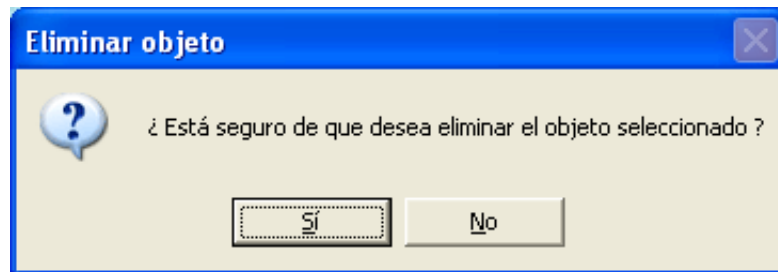 Eliminar objeto
¿ Está seguro de que desea eliminar el objeto seleccionado ?
Sí No